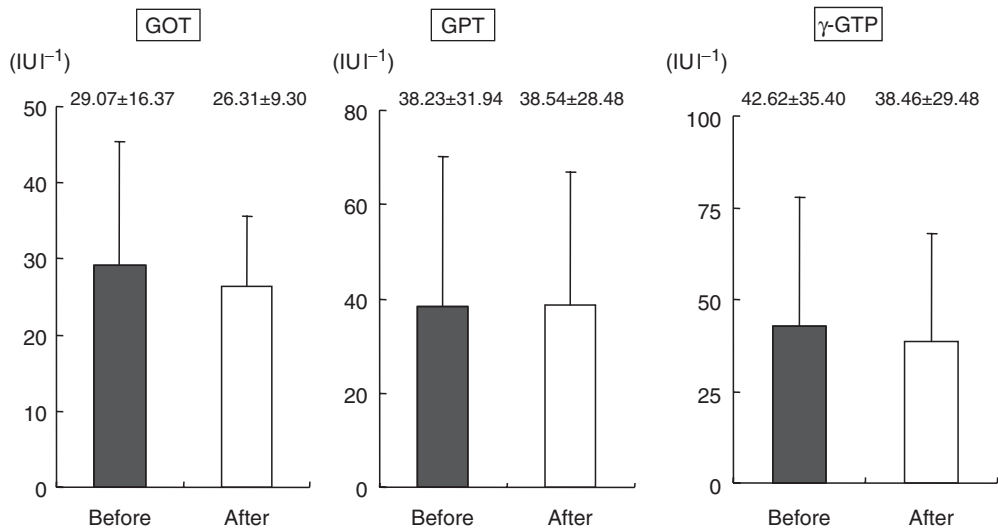 GOT
(IU l⁻¹)
29.07±16.37 26.31±9.30
50
40
30
20
10
0
Before After
GPT
(IU l⁻¹)
38.23±31.94 38.54±28.48
80
60
40
20
0
Before After
γ-GTP
(IU l⁻¹)
42.62±35.40 38.46±29.48
100
75
50
25
0
Before After